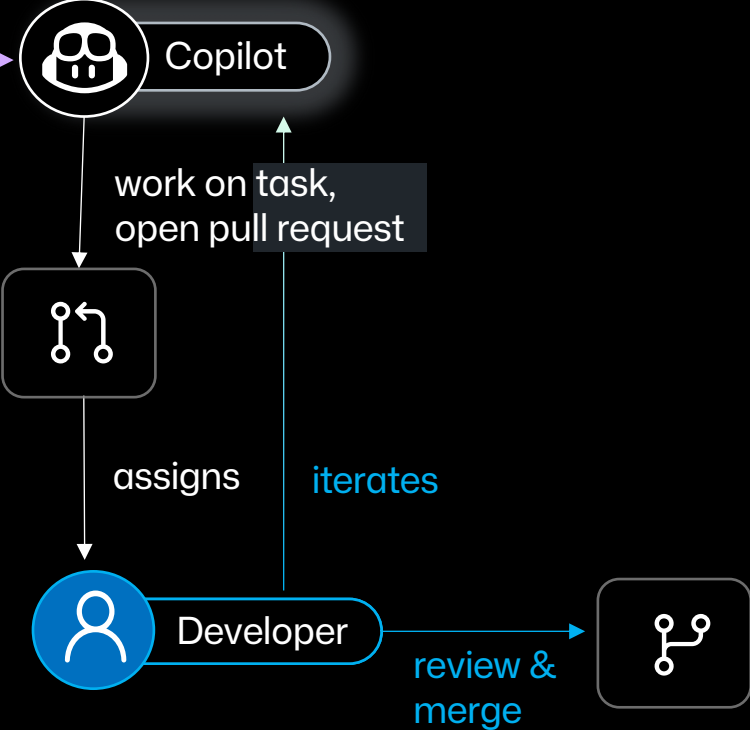 Copilot
work on task,
open pull request
assigns
iterates
Developer
review &
merge